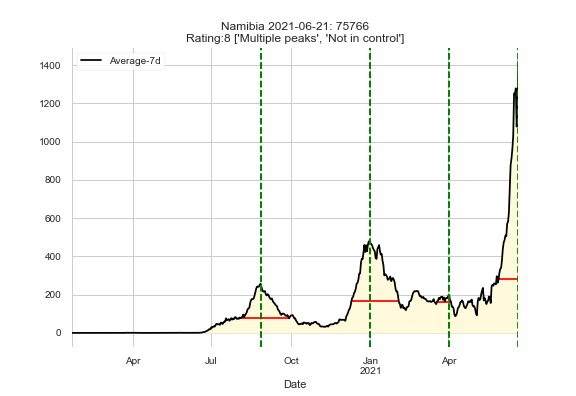 Namibia 2021-06-21: 75766
Rating:8 ['Multiple peaks', 'Not in control']
Average-7d
1400
1200
1000
800
600
400
200
0
Apr Jul Oct Jan Apr
2021
Date